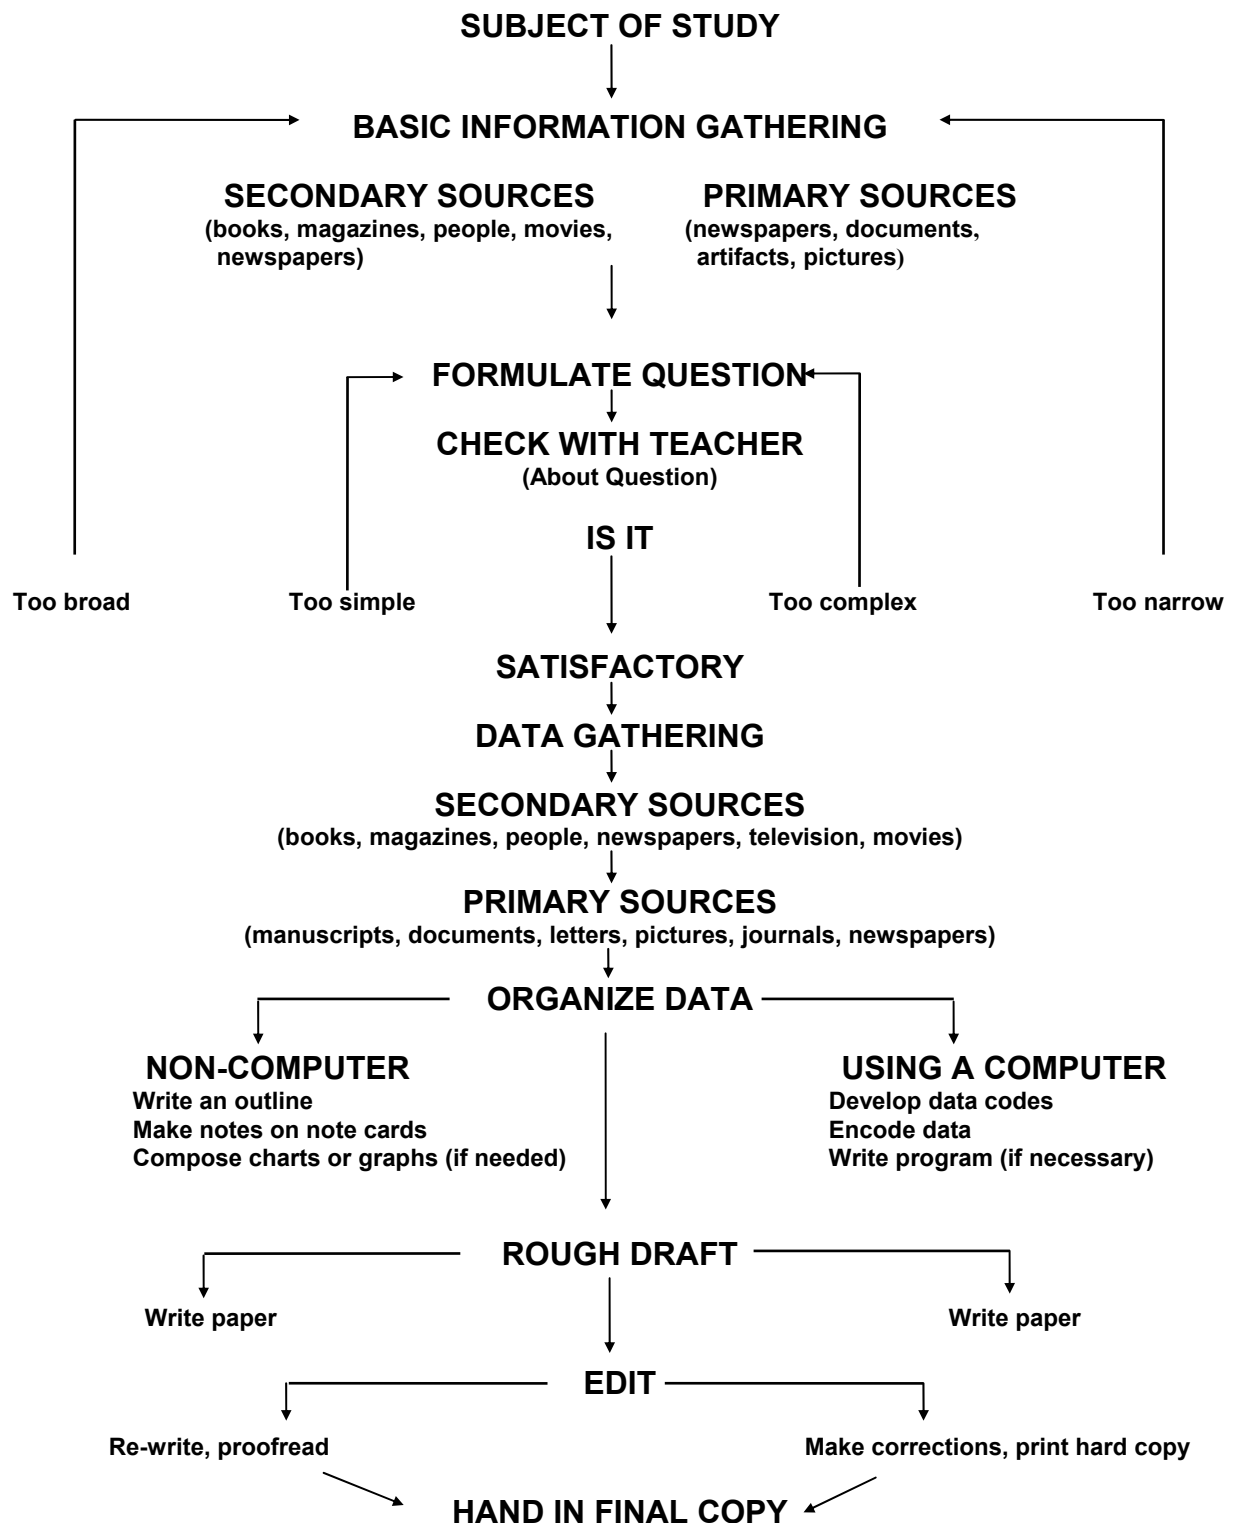 SUBJECT OF STUDY
BASIC INFORMATION GATHERING
SECONDARY SOURCES
(books, magazines, people, movies,
newspapers)
PRIMARY SOURCES
(newspapers, documents,
artifacts, pictures)
FORMULATE QUESTION
CHECK WITH TEACHER
(About Question)
IS IT
Too broad
Too simple
Too complex
Too narrow
SATISFACTORY
DATA GATHERING
SECONDARY SOURCES
(books, magazines, people, newspapers, television, movies)
PRIMARY SOURCES
(manuscripts, documents, letters, pictures, journals, newspapers)
ORGANIZE DATA
NON-COMPUTER
Write an outline
Make notes on note cards
Compose charts or graphs (if needed)
USING A COMPUTER
Develop data codes
Encode data
Write program (if necessary)
ROUGH DRAFT
Write paper
Write paper
EDIT
Re-write, proofread
Make corrections, print hard copy
HAND IN FINAL COPY